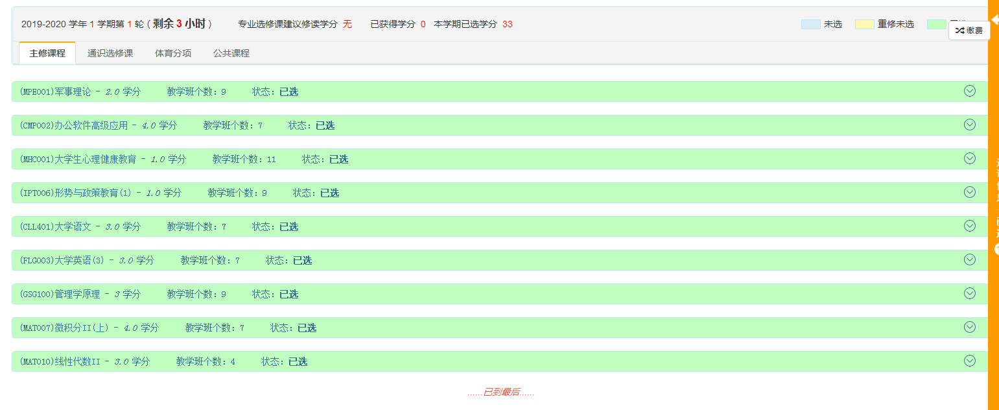 2019-2020 学年 1 学期第 1 轮 ( 剩余 3 小时 ) 专业选修课建议修读学分 无 已获得学分 0 本学期已选学分 33 未选 重修未选
缴费
主修课程 通识选修课 体育分项 公共课程
(MPE001)军事理论 - 2.0 学分 教学班个数: 9 状态: 已选
(CMP002)办公软件高级应用 - 4.0 学分 教学班个数: 7 状态: 已选
(MHC001)大学生心理健康教育 - 1.0 学分 教学班个数: 11 状态: 已选
(IPT006)形势与政策教育(1) - 1.0 学分 教学班个数: 9 状态: 已选
(CLL401)大学语文 - 3.0 学分 教学班个数: 7 状态: 已选
(FLG003)大学英语(3) - 3.0 学分 教学班个数: 7 状态: 已选
(GSG100)管理学原理 - 3 学分 教学班个数: 9 状态: 已选
(MAT007)微积分II(上) - 4.0 学分 教学班个数: 7 状态: 已选
(MAT010)线性代数II - 3.0 学分 教学班个数: 4 状态: 已选
......已到最后......